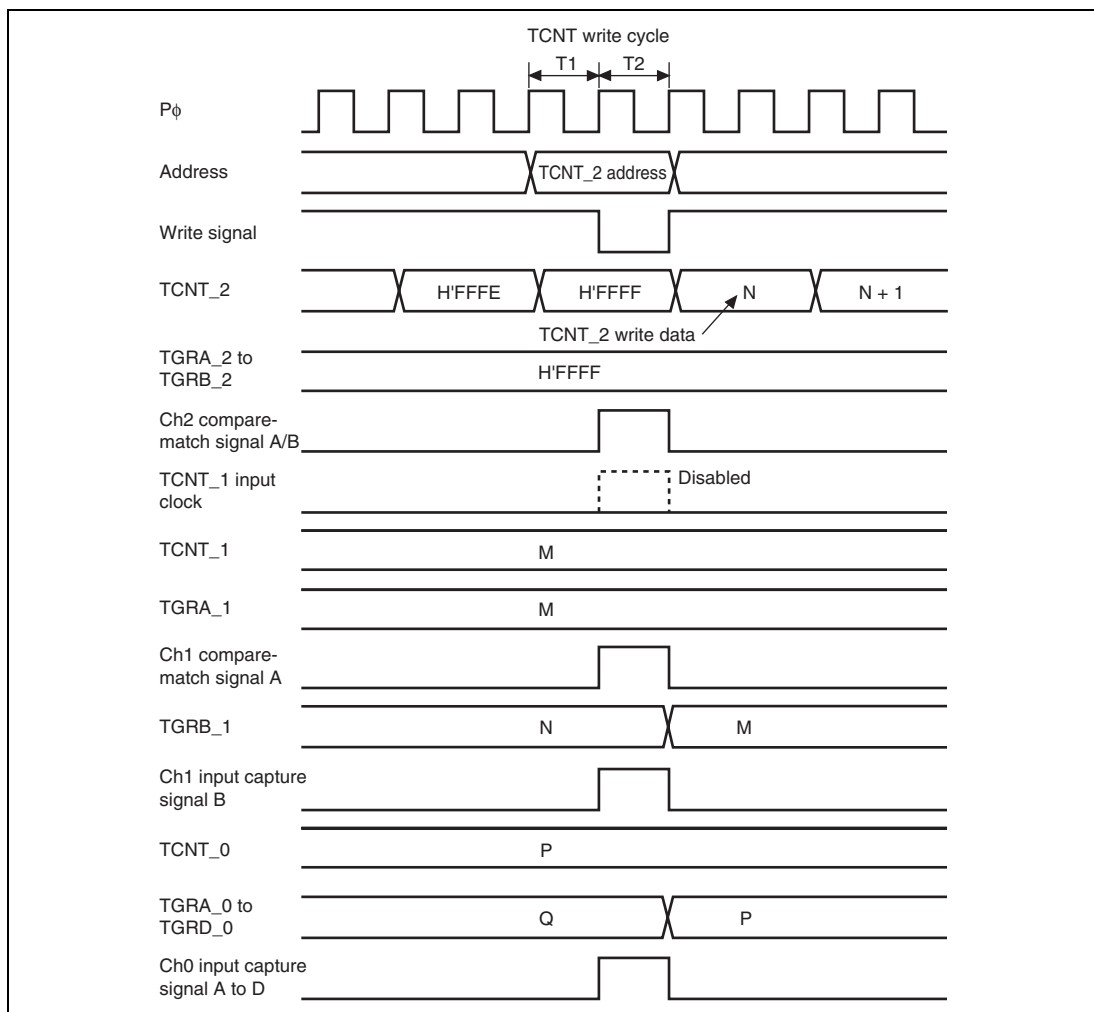 TCNT write cycle
T1 T2
Pϕ
Address
TCNT_2 address
Write signal
TCNT_2
H'FFFE H'FFFF N N + 1
TCNT_2 write data
TGRA_2 to
TGRB_2
H'FFFF
Ch2 compare-
match signal A/B
TCNT_1 input
clock
Disabled
TCNT_1
M
TGRA_1
M
Ch1 compare-
match signal A
TGRB_1
N M
Ch1 input capture
signal B
TCNT_0
P
TGRA_0 to
TGRD_0
Q P
Ch0 input capture
signal A to D